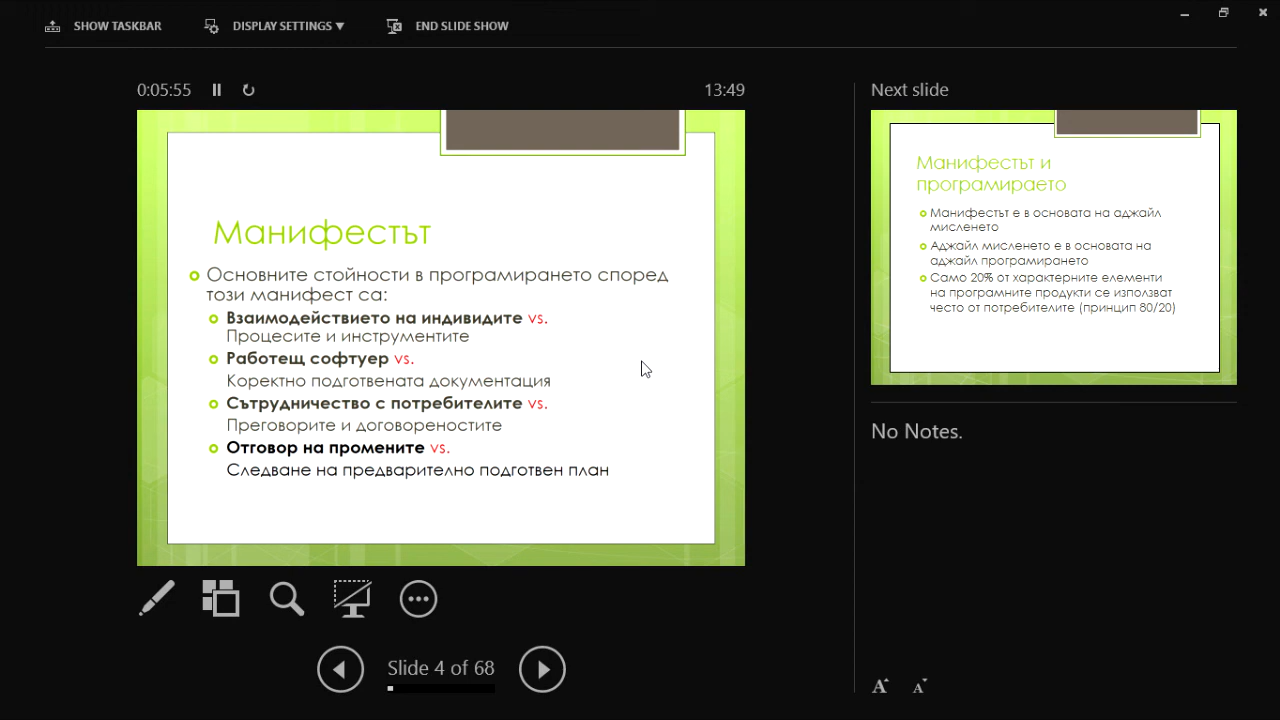 SHOW TASKBAR
DISPLAY SETTINGS ▼
END SLIDE SHOW
0:05:55
13:49
Манифестът
Основните стойности в програмирането според
този манифест са:
Взаимодействието на индивидите vs.
Процесите и инструментите
Работещ софтуер vs.
Коректно подготвената документация
Сътрудничество с потребителите vs.
Преговорите и договореностите
Отговор на промените vs.
Следване на предварително подготвен план
Slide 4 of 68
Next slide
Манифестът и
програмираето
Манифестът е в основата на аджайл
мисленето
Аджайл мисленето е в основата на
аджайл програмирането
Само 20% от характерните елементи
на програмните продукти се използват
често от потребителите (принцип 80/20)
No Notes.
A A